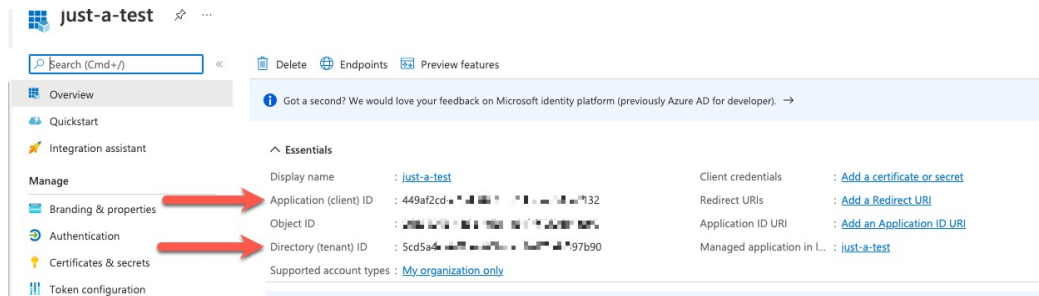 just-a-test
Search (Cmd+/)
Overview
Quickstart
Integration assistant
Manage
Branding & properties
Authentication
Certificates & secrets
Token configuration
Delete Endpoints Preview features
Got a second? We would love your feedback on Microsoft identity platform (previously Azure AD for developer). →
Essentials
Display name : just-a-test
Application (client) ID : 449af2cd 132
Object ID :
Directory (tenant) ID : 5cd5a4 97b90
Supported account types : My organization only
Client credentials : Add a certificate or secret
Redirect URIs : Add a Redirect URI
Application ID URI : Add an Application ID URI
Managed application in l... : just-a-test